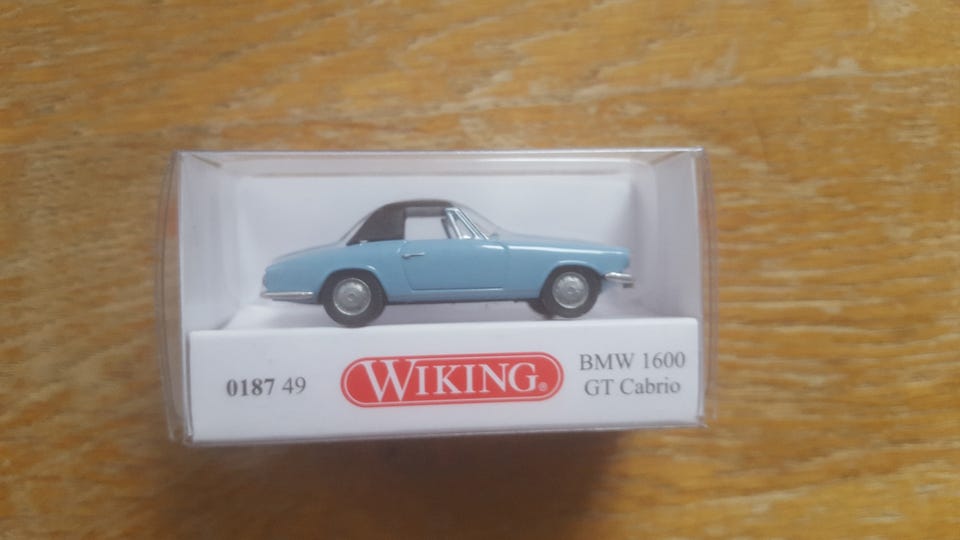 0187 49
WIKING®
BMW 1600
GT Cabrio